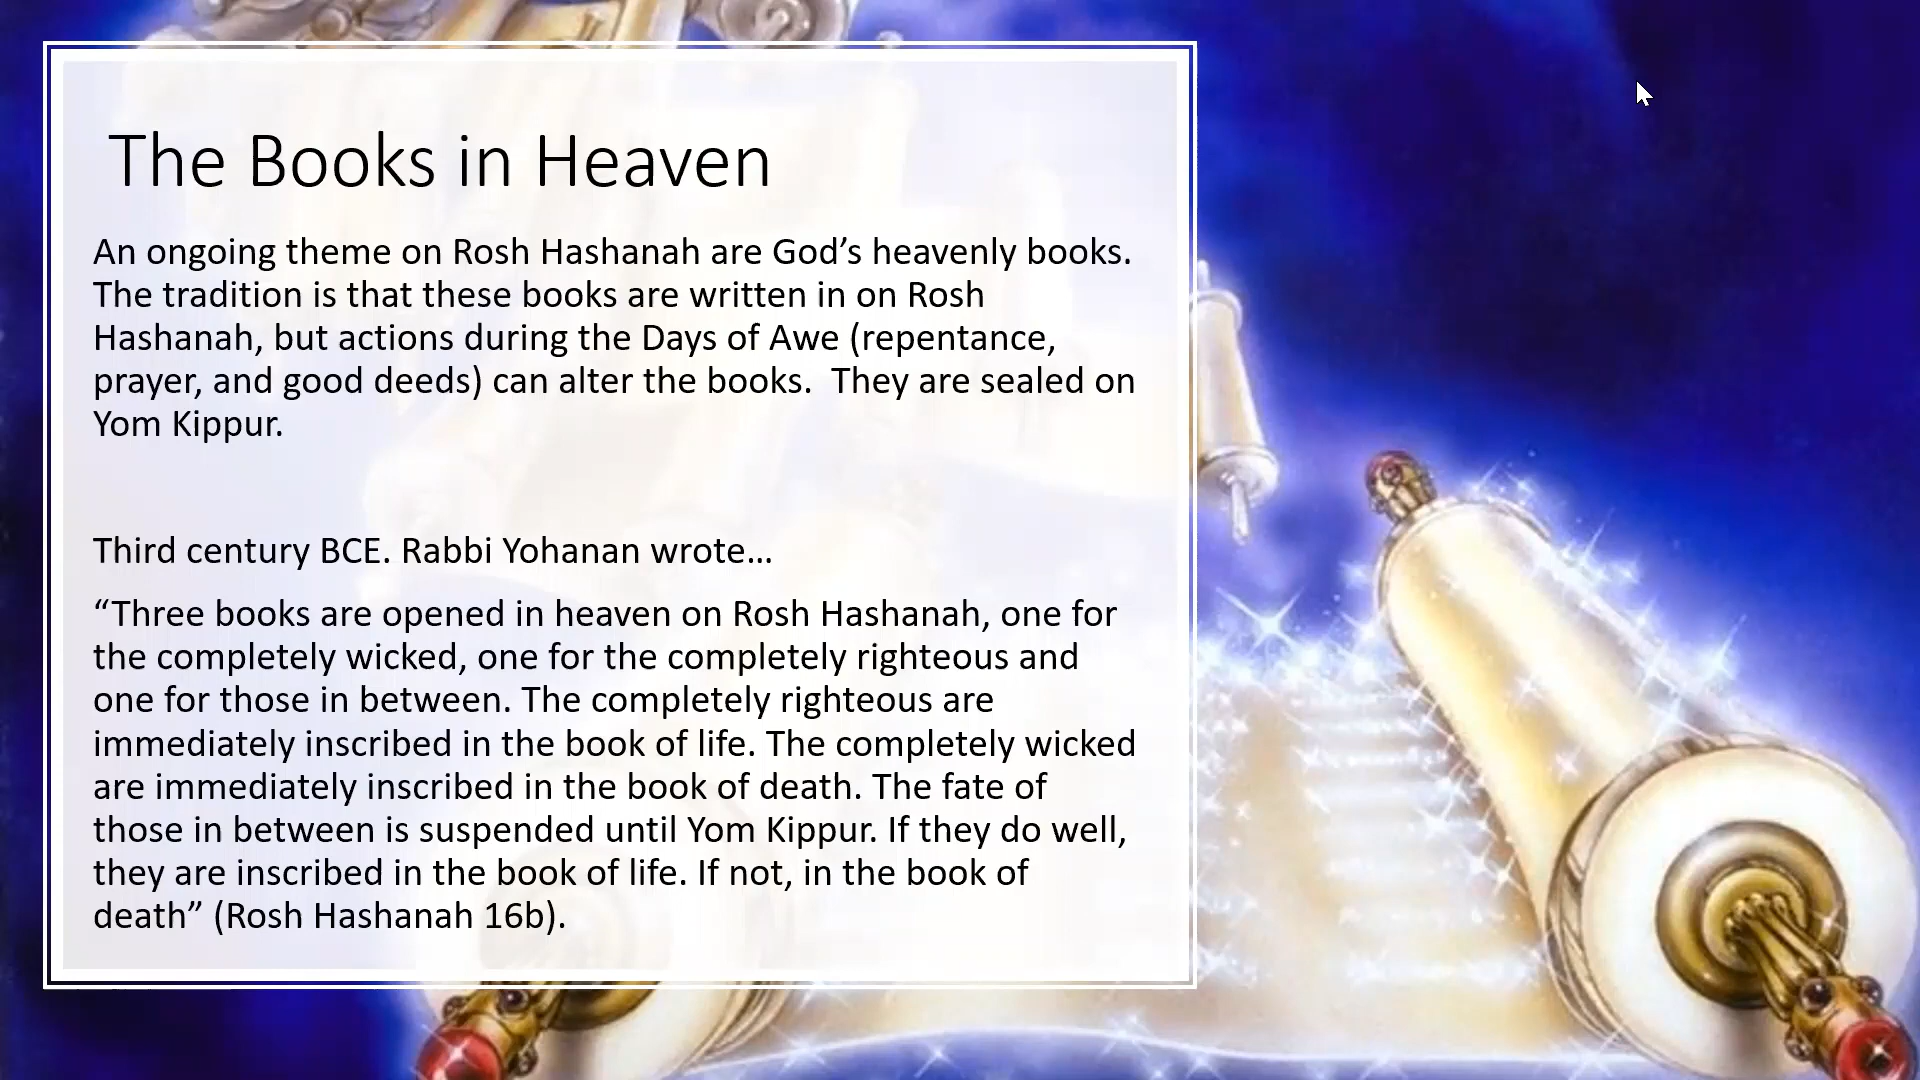 The Books in Heaven
An ongoing theme on Rosh Hashanah are God’s heavenly books.
The tradition is that these books are written in on Rosh
Hashanah, but actions during the Days of Awe (repentance,
prayer, and good deeds) can alter the books.  They are sealed on
Yom Kippur.
Third century BCE. Rabbi Yohanan wrote…
“Three books are opened in heaven on Rosh Hashanah, one for
the completely wicked, one for the completely righteous and
one for those in between. The completely righteous are
immediately inscribed in the book of life. The completely wicked
are immediately inscribed in the book of death. The fate of
those in between is suspended until Yom Kippur. If they do well,
they are inscribed in the book of life. If not, in the book of
death” (Rosh Hashanah 16b).